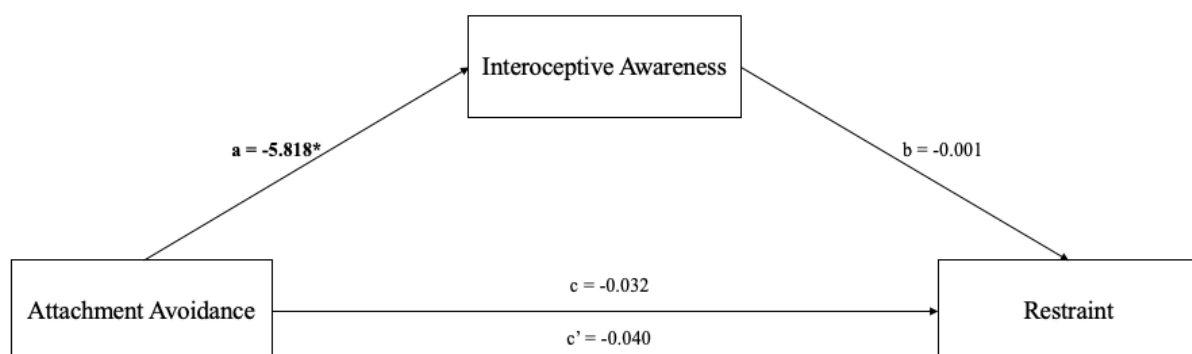 Interoceptive Awareness
a = -5.818*
b = -0.001
Attachment Avoidance
c = -0.032
c’ = -0.040
Restraint